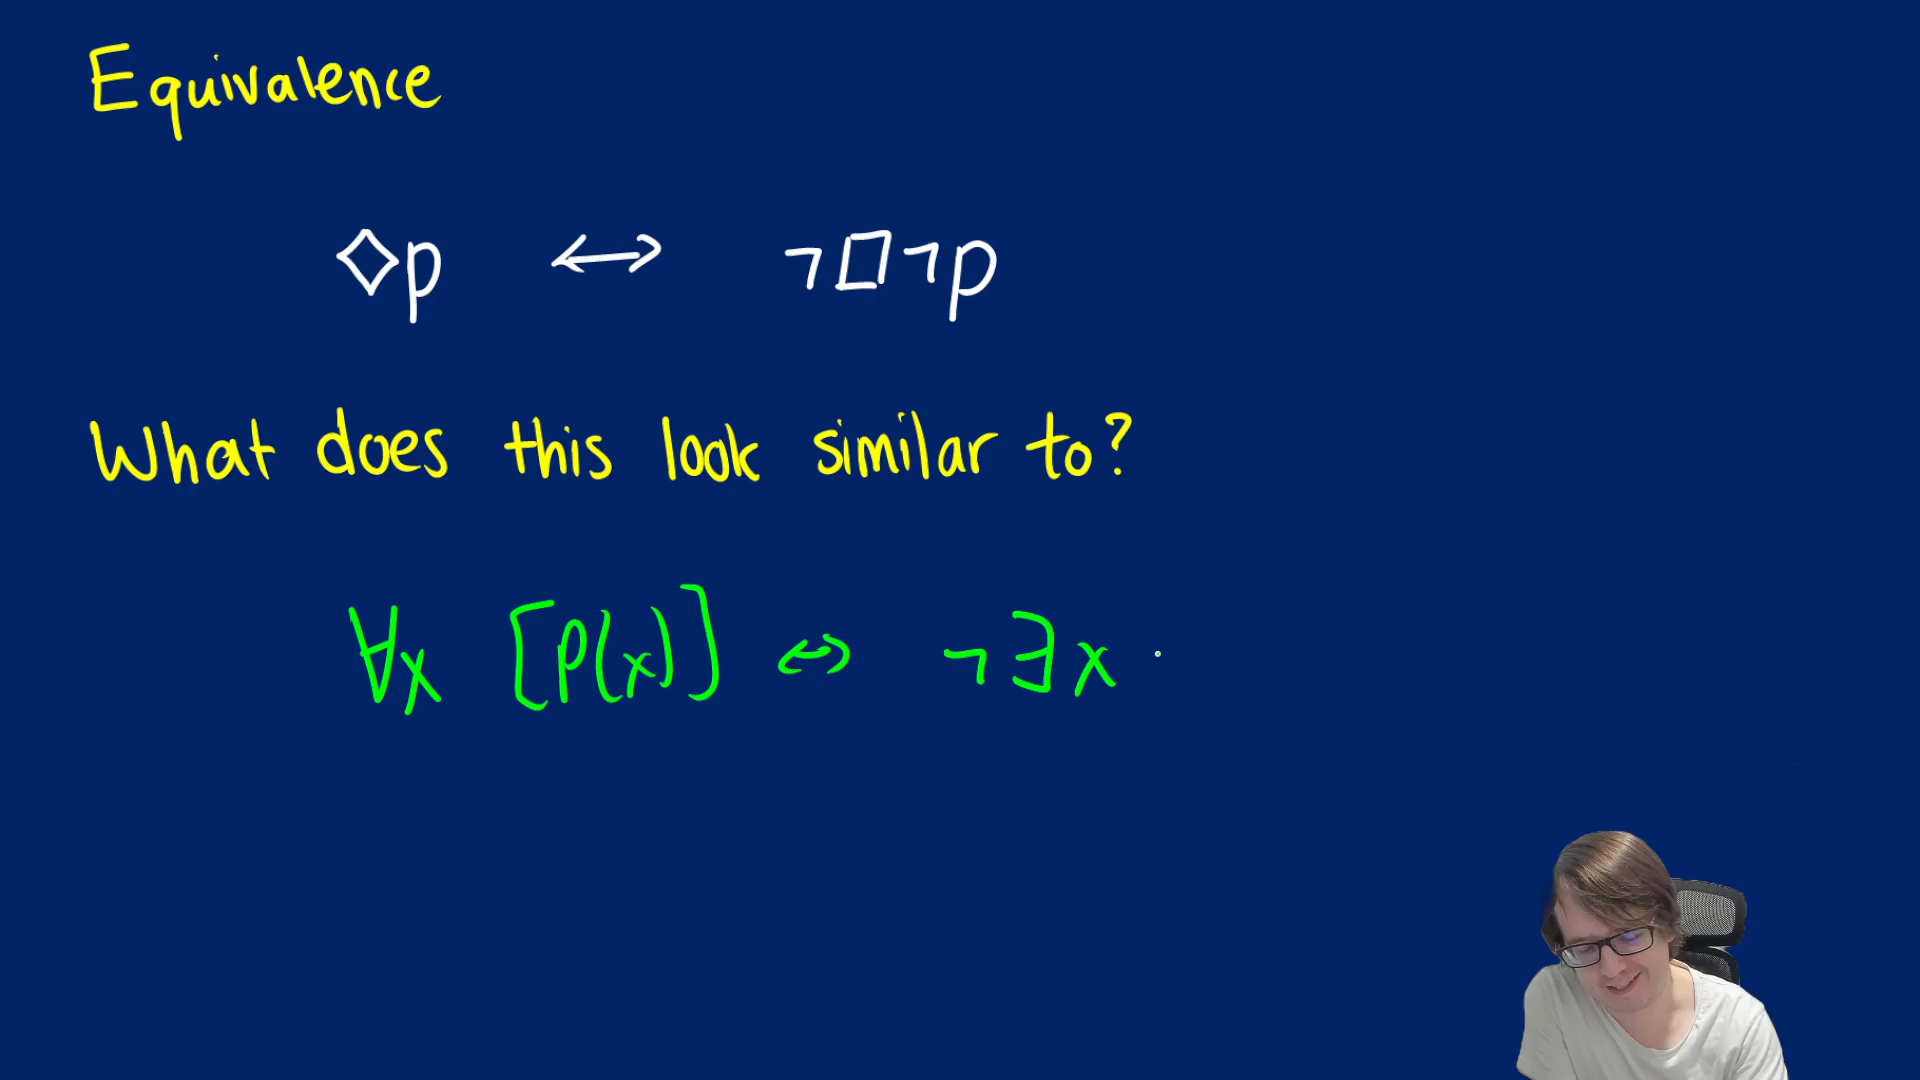 Equivalence
◇p ↔ ¬□¬p
What does this look similar to?
∀x [P(x)] ↔ ¬∃x